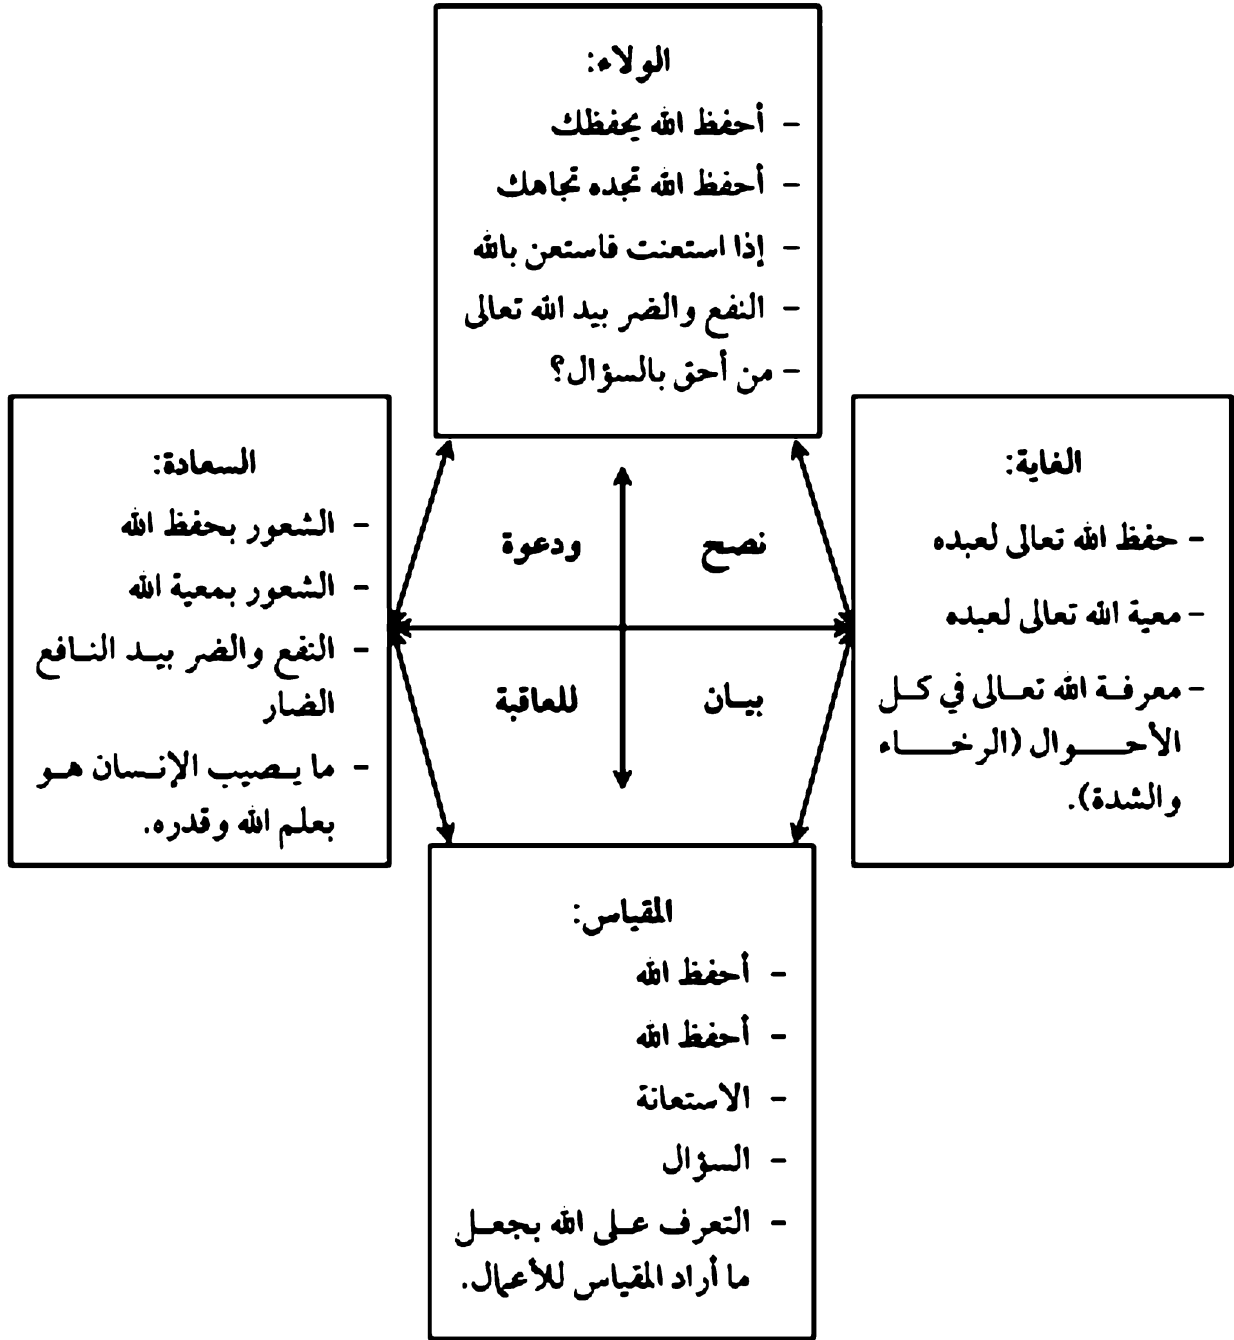 الولاء:
- أحفظ الله يحفظك
- أحفظ الله تجده تجاهك
- إذا استعنت فاستعن بالله
- النفع والضر بيد الله تعالى
- من أحق بالسؤال؟
الغاية:
- حفظ الله تعالى لعبده
- معية الله تعالى لعبده
- معرفة الله تعالى في كل
الأحوال (الرخاء
والشدة).
نصح
ودعوة
بيان
للعاقبة
السعادة:
- الشعور بحفظ الله
- الشعور بمعية الله
- النفع والضر بيد النافع
الضار
- ما يصيب الإنسان هو
بعلم الله وقدره.
المقياس:
- أحفظ الله
- أحفظ الله
- الاستعانة
- السؤال
- التعرف على الله بجعل
ما أراد المقياس للأعمال.